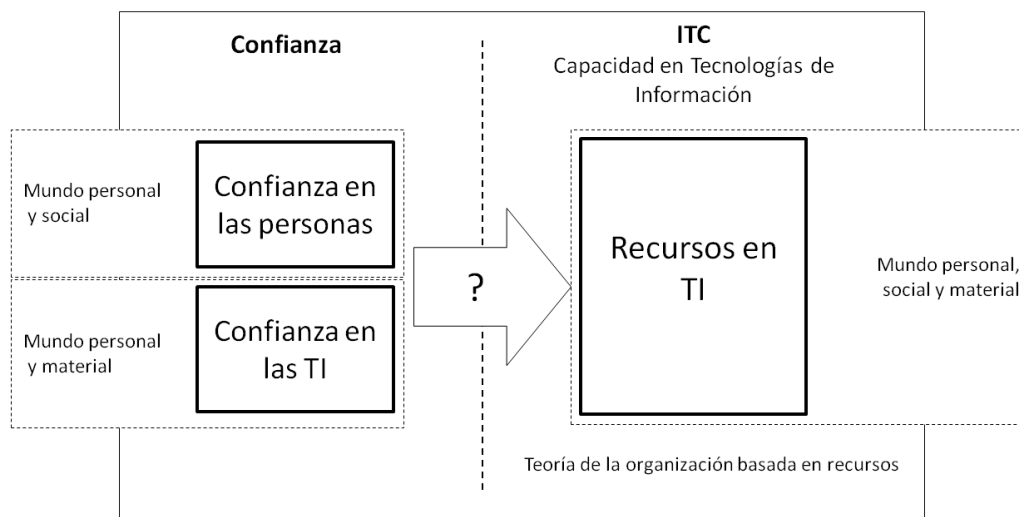 Confianza
ITC
Capacidad en Tecnologías de
Información
Mundo personal
y social
Confianza en
las personas
Mundo personal
y material
Confianza en
las TI
?
Recursos en
TI
Mundo personal,
social y material
Teoría de la organización basada en recursos